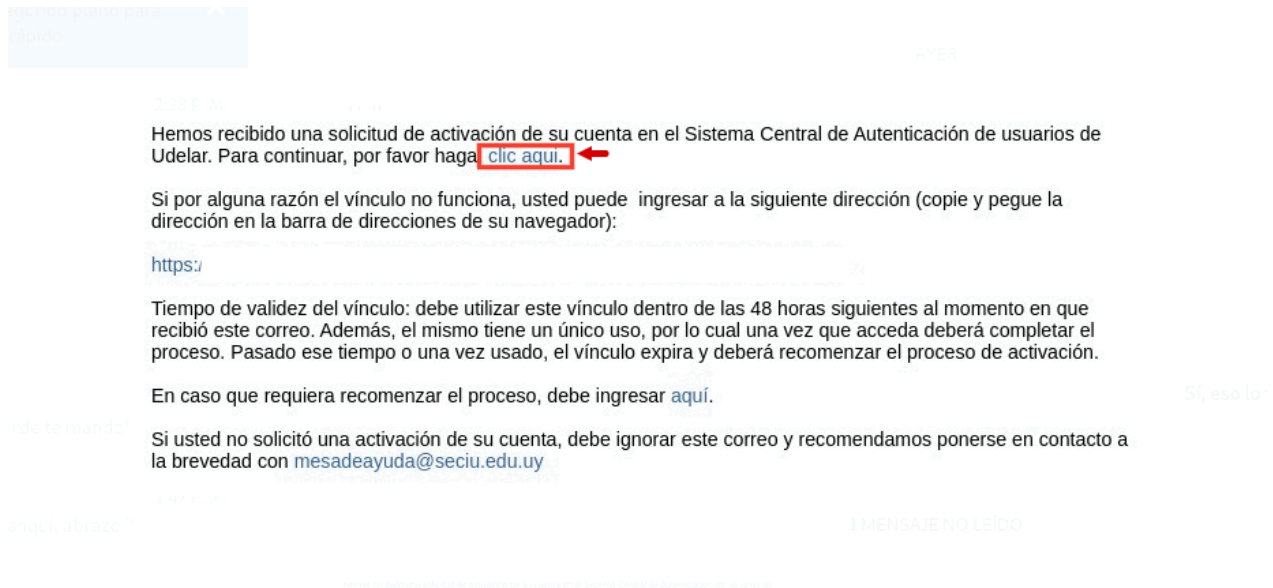 AYER
Hemos recibido una solicitud de activación de su cuenta en el Sistema Central de Autenticación de usuarios de
Udelar. Para continuar, por favor haga clic aqui.
Si por alguna razón el vínculo no funciona, usted puede  ingresar a la siguiente dirección (copie y pegue la
dirección en la barra de direcciones de su navegador):
https:/
Tiempo de validez del vínculo: debe utilizar este vínculo dentro de las 48 horas siguientes al momento en que
recibió este correo. Además, el mismo tiene un único uso, por lo cual una vez que acceda deberá completar el
proceso. Pasado ese tiempo o una vez usado, el vínculo expira y deberá recomenzar el proceso de activación.
En caso que requiera recomenzar el proceso, debe ingresar aquí.
Sí, eso lo
Si usted no solicitó una activación de su cuenta, debe ignorar este correo y recomendamos ponerse en contacto a
la brevedad con mesadeayuda@seciu.edu.uy
1 MENSAJE NO LEÍDO